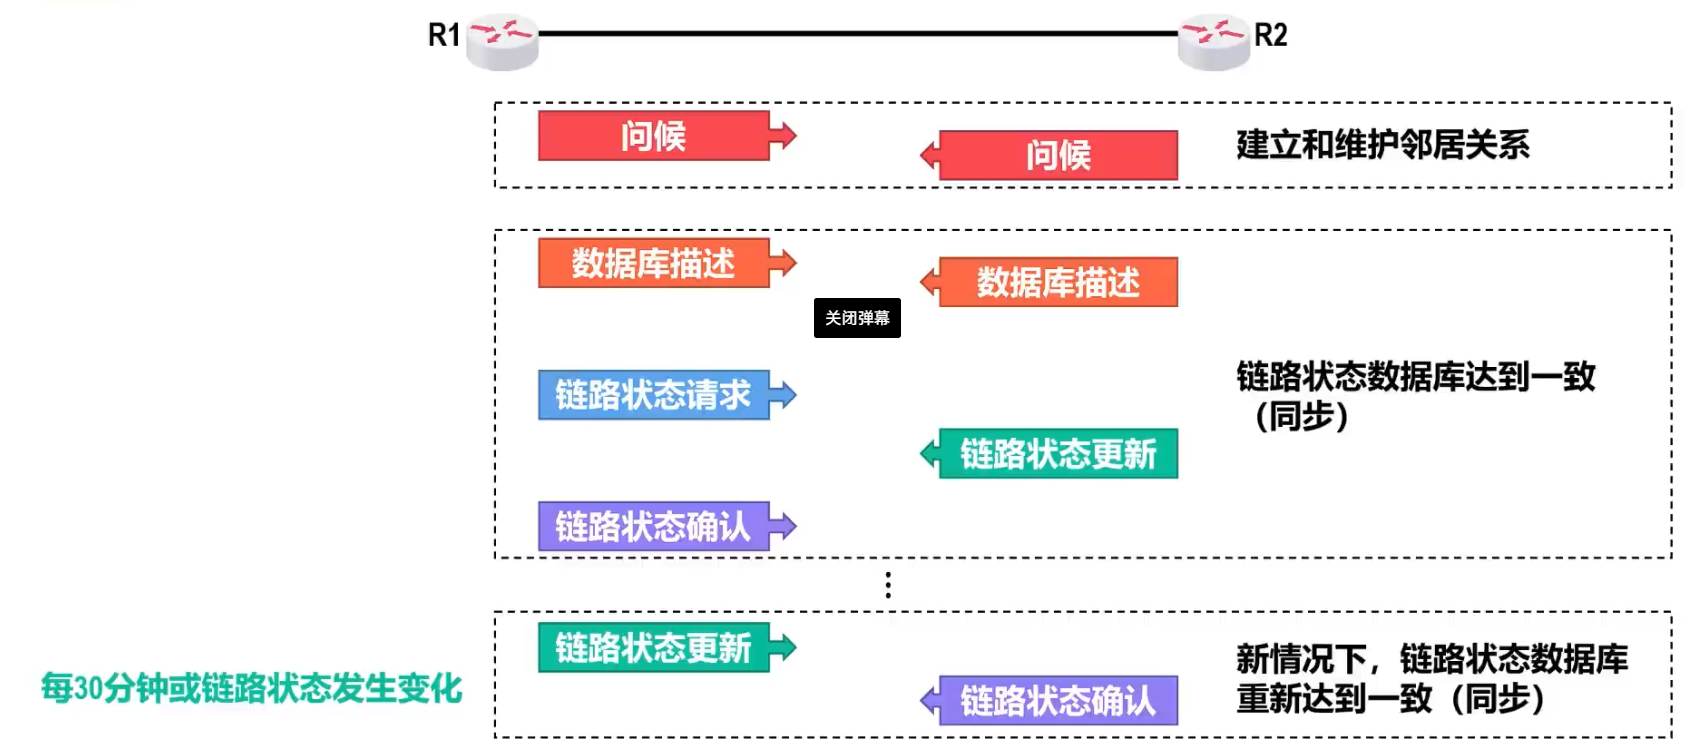 R1
R2
问候
问候
建立和维护邻居关系
数据库描述
数据库描述
关闭弹幕
链路状态请求
链路状态数据库达到一致
（同步）
链路状态更新
链路状态确认
⋮
链路状态更新
每30分钟或链路状态发生变化
新情况下，链路状态数据库
重新达到一致（同步）
链路状态确认